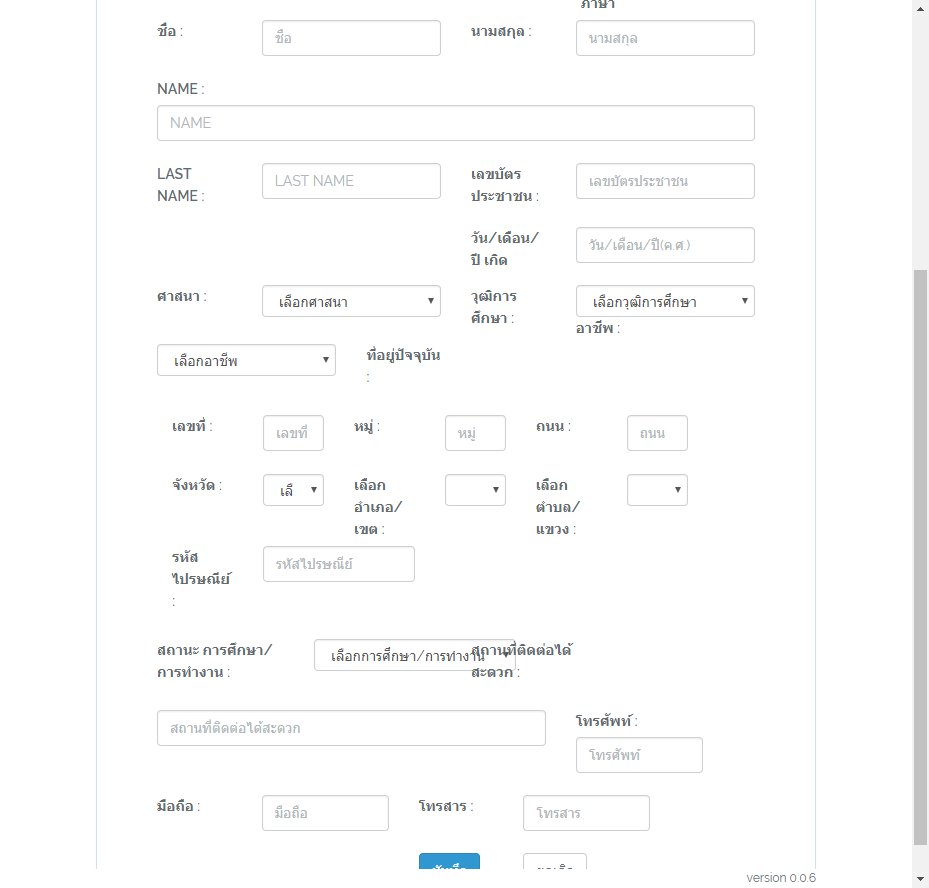 ภาษา
ชื่อ :
ชื่อ
นามสกุล :
นามสกุล
NAME :
NAME
LAST
NAME :
LAST NAME
เลขบัตร
ประชาชน :
เลขบัตรประชาชน
วัน/เดือน/
ปี เกิด
วัน/เดือน/ปี(ค.ศ.)
ศาสนา :
เลือกศาสนา
วุฒิการ
ศึกษา :
เลือกวุฒิการศึกษา
อาชีพ :
เลือกอาชีพ
ที่อยู่ปัจจุบัน
:
เลขที่ :
เลขที่
หมู่ :
หมู่
ถนน :
ถนน
จังหวัด :
เลื
เลือก
อำเภอ/
เขต :
เลือก
ตำบล/
แขวง :
รหัส
ไปรษณีย์
:
รหัสไปรษณีย์
สถานะ การศึกษา/
การทำงาน :
เลือกการศึกษา/การทำงาน
สถานที่ติดต่อได้
สะดวก :
สถานที่ติดต่อได้สะดวก
โทรศัพท์ :
โทรศัพท์
มือถือ :
มือถือ
โทรสาร :
โทรสาร
บันทึก
ยกเลิก
version 0.0.6